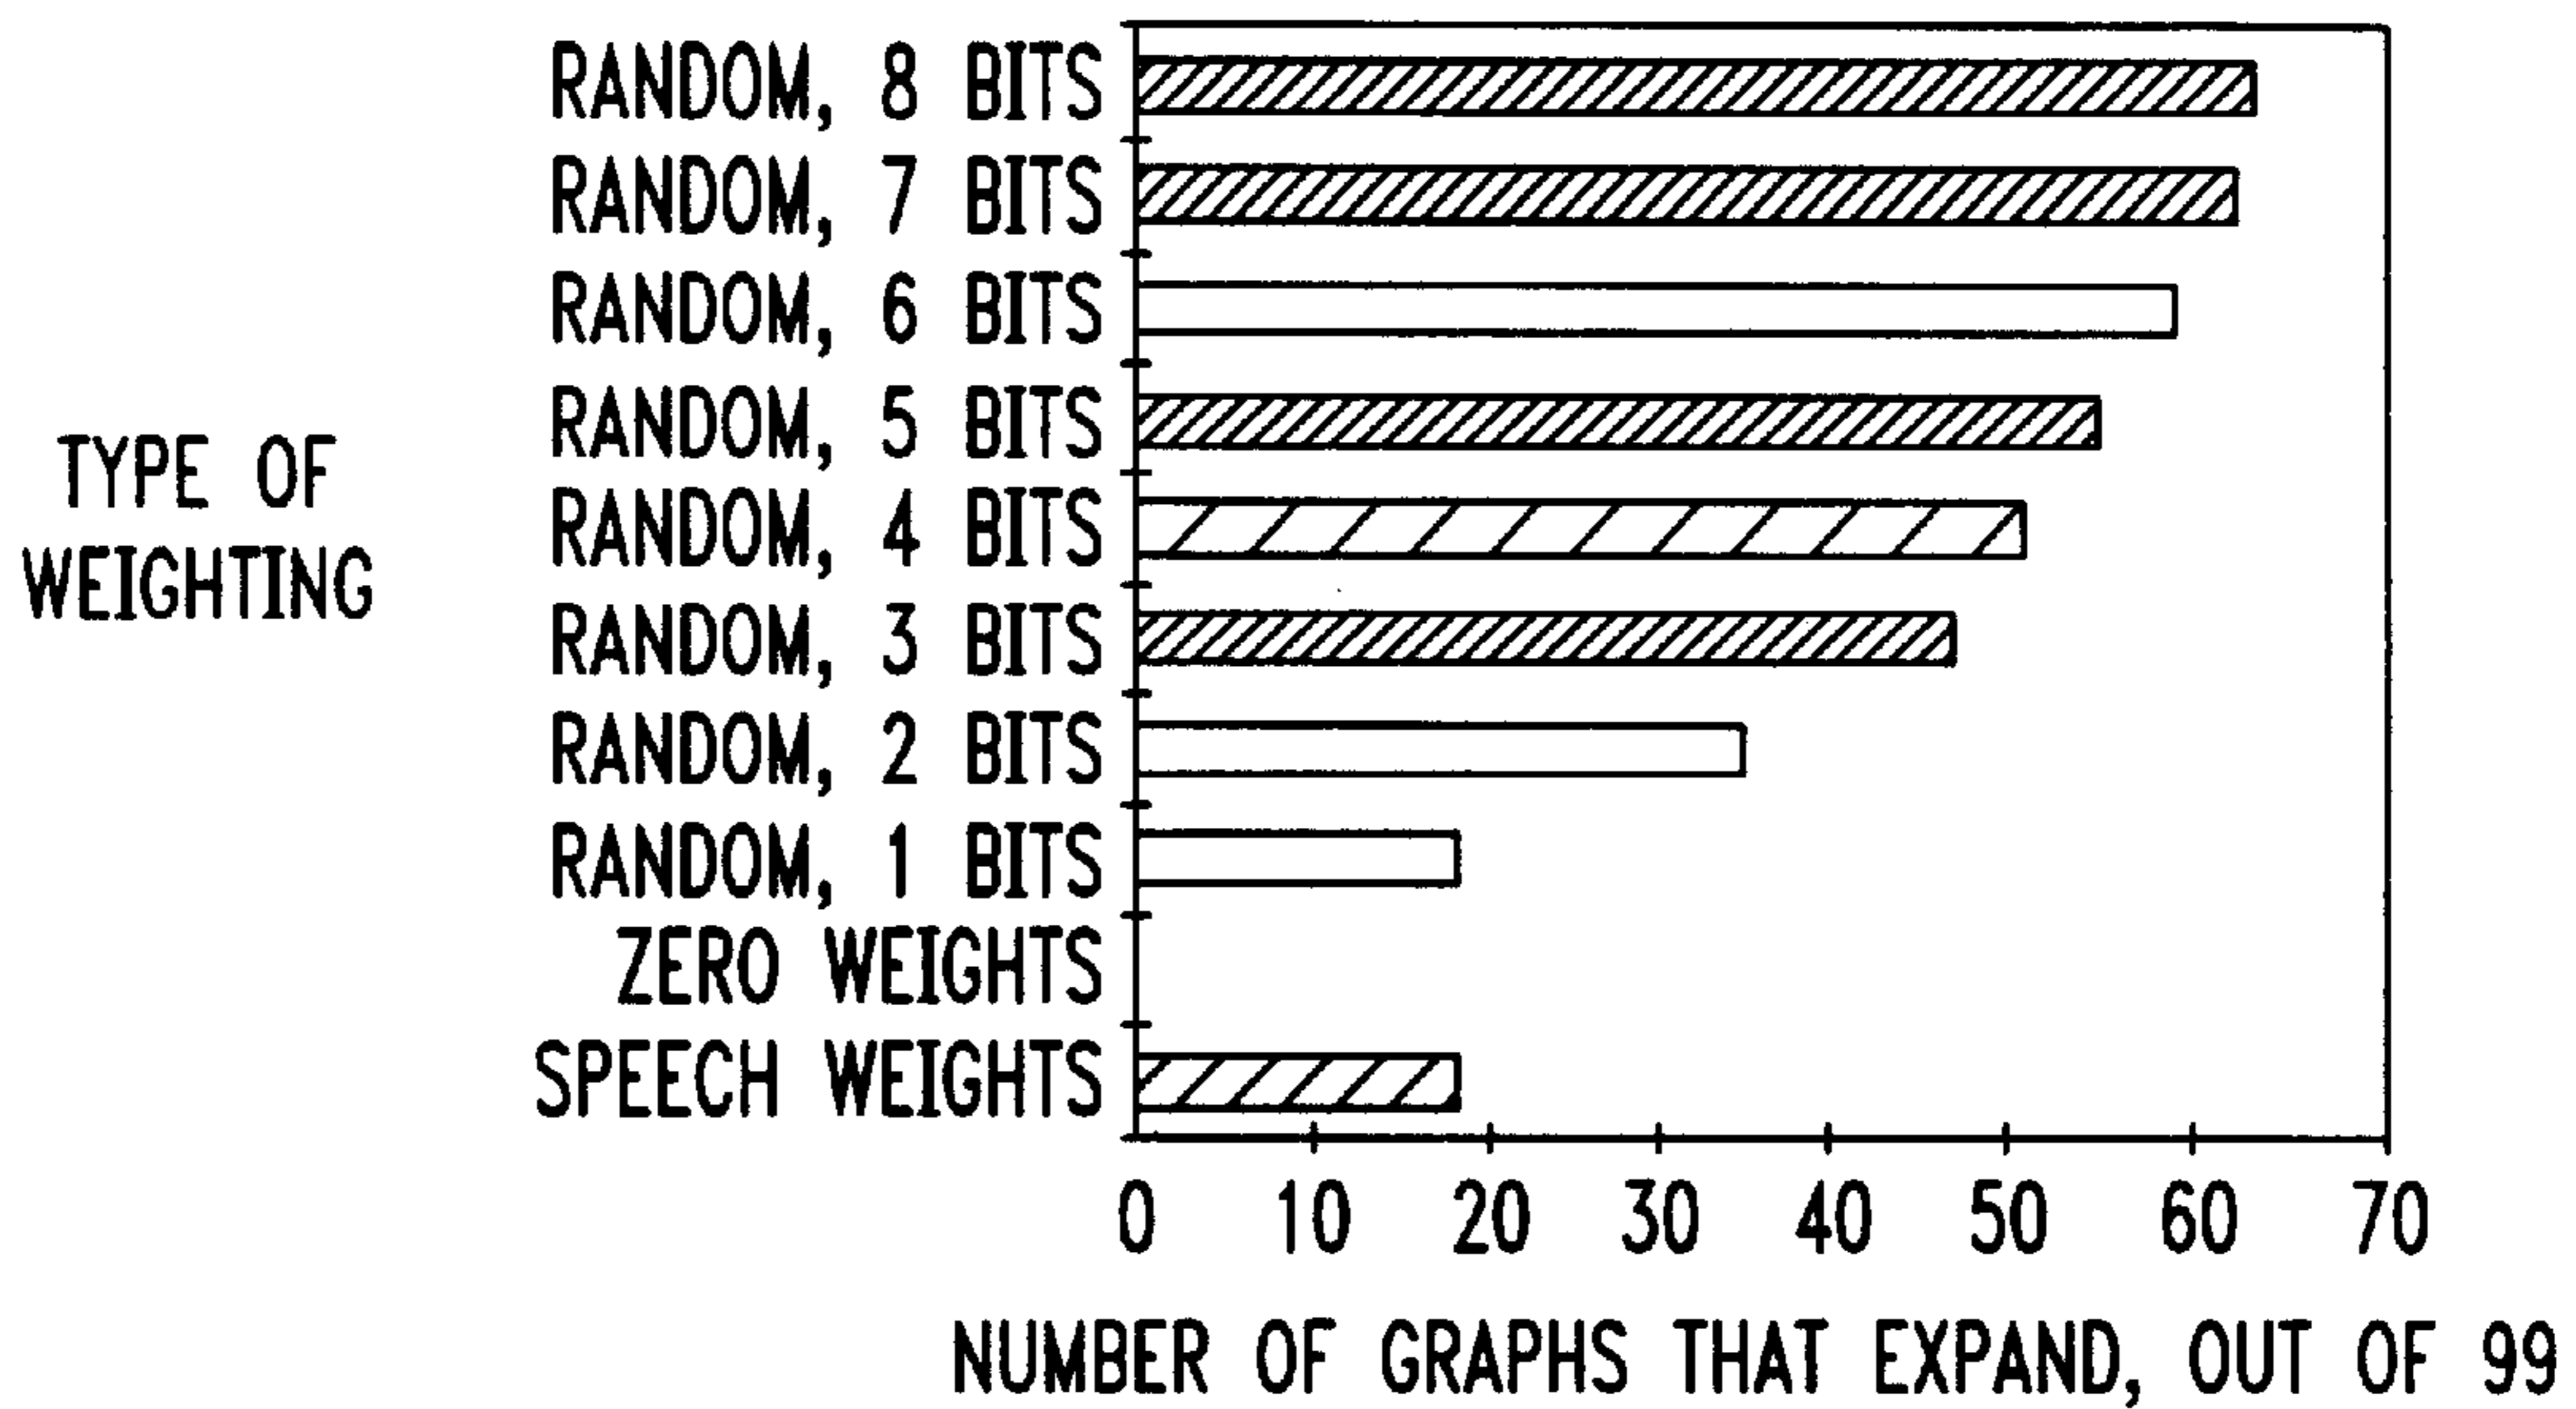 RANDOM, 8 BITS
RANDOM, 7 BITS
RANDOM, 6 BITS
RANDOM, 5 BITS
RANDOM, 4 BITS
RANDOM, 3 BITS
RANDOM, 2 BITS
RANDOM, 1 BITS
ZERO WEIGHTS
SPEECH WEIGHTS
TYPE OF
WEIGHTING
0 10 20 30 40 50 60 70
NUMBER OF GRAPHS THAT EXPAND, OUT OF 99